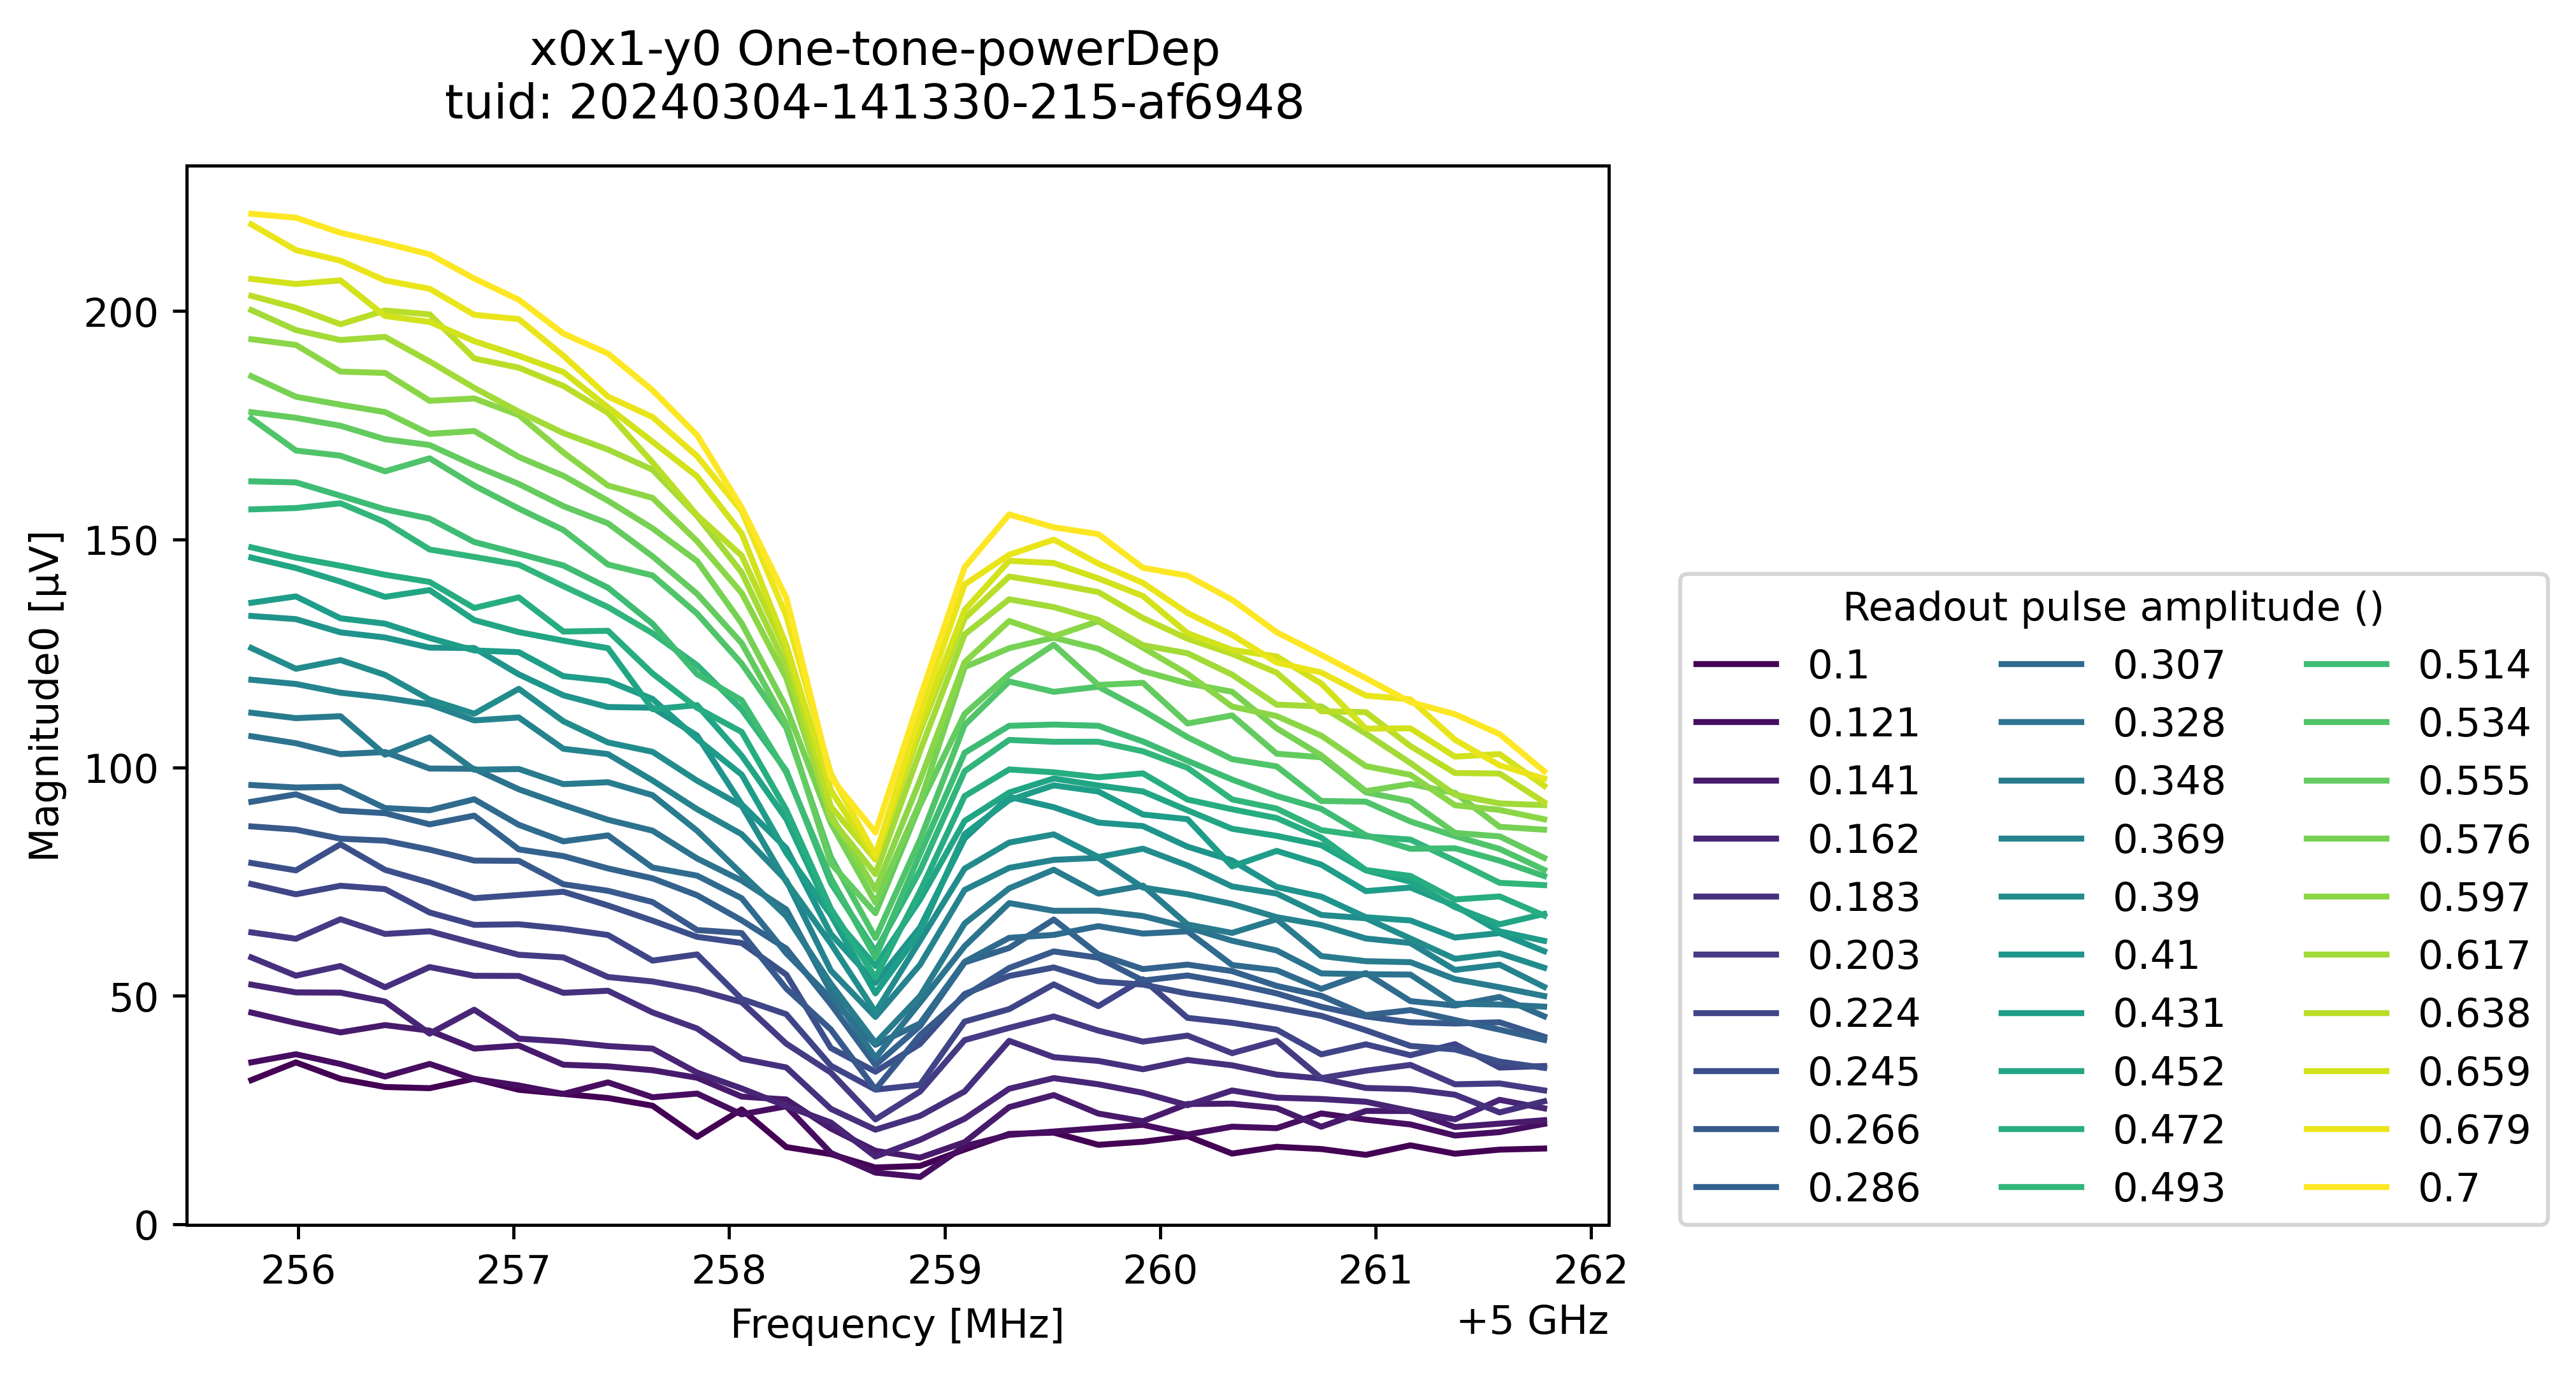 x0x1-y0 One-tone-powerDep
tuid: 20240304-141330-215-af6948
Magnitude0 [µV]
200
150
100
50
0
256 257 258 259 260 261 262
Frequency [MHz]
+5 GHz
Readout pulse amplitude ()
0.1 0.307 0.514
0.121 0.328 0.534
0.141 0.348 0.555
0.162 0.369 0.576
0.183 0.39 0.597
0.203 0.41 0.617
0.224 0.431 0.638
0.245 0.452 0.659
0.266 0.472 0.679
0.286 0.493 0.7